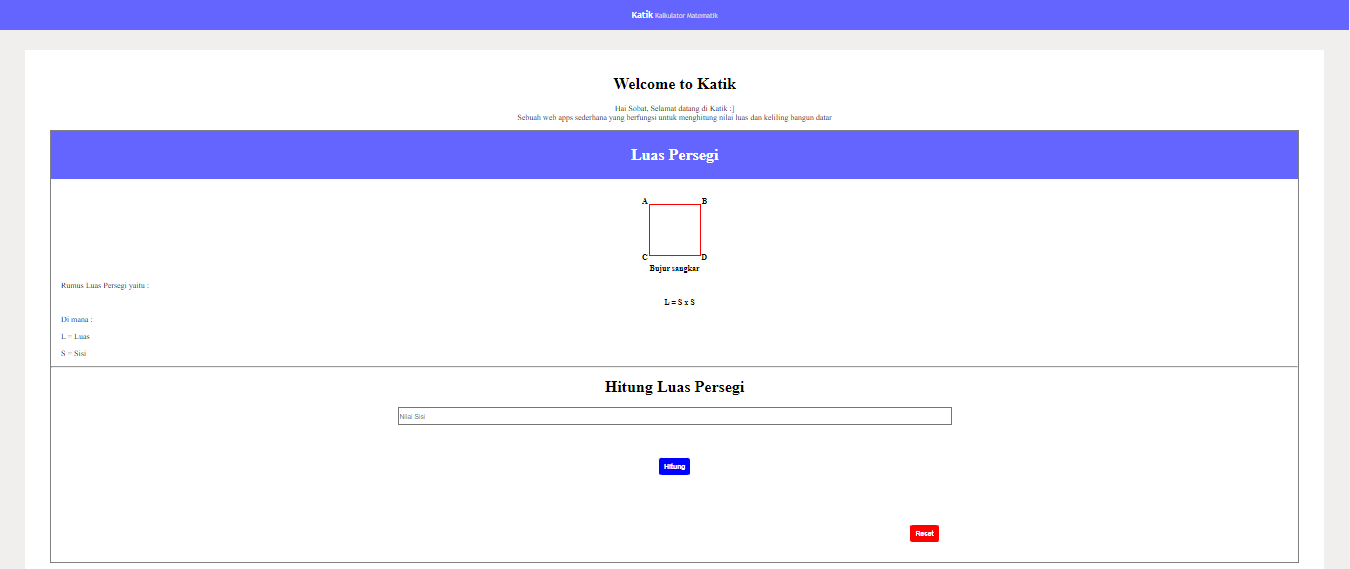 Katik Kalkulator Matematik
Welcome to Katik
Hai Sobat, Selamat datang di Katik :)
Sebuah web apps sederhana yang berfungsi untuk menghitung nilai luas dan keliling bangun datar
Luas Persegi
A B
C D
Bujur sangkar
Rumus Luas Persegi yaitu :
L = S x S
Di mana :
L = Luas
S = Sisi
Hitung Luas Persegi
Nilai Sisi
Hitung
Reset